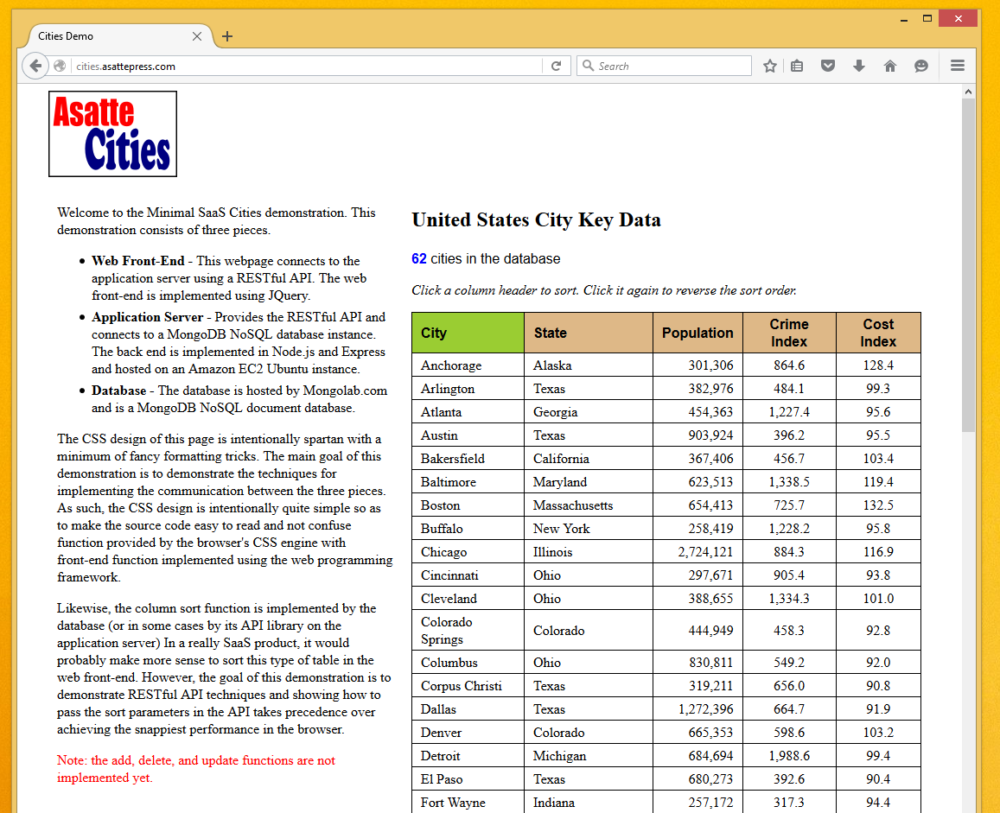 Cities Demo
cities.asattepress.com
Search
Asatte
Cities
Welcome to the Minimal SaaS Cities demonstration. This
demonstration consists of three pieces.
• Web Front-End - This webpage connects to the
application server using a RESTful API. The web
front-end is implemented using JQuery.
• Application Server - Provides the RESTful API and
connects to a MongoDB NoSQL database instance.
The back end is implemented in Node.js and Express
and hosted on an Amazon EC2 Ubuntu instance.
• Database - The database is hosted by Mongolab.com
and is a MongoDB NoSQL document database.
The CSS design of this page is intentionally spartan with a
minimum of fancy formatting tricks. The main goal of this
demonstration is to demonstrate the techniques for
implementing the communication between the three pieces.
As such, the CSS design is intentionally quite simple so as
to make the source code easy to read and not confuse
function provided by the browser's CSS engine with
front-end function implemented using the web programming
framework.
Likewise, the column sort function is implemented by the
database (or in some cases by its API library on the
application server) In a really SaaS product, it would
probably make more sense to sort this type of table in the
web front-end. However, the goal of this demonstration is to
demonstrate RESTful API techniques and showing how to
pass the sort parameters in the API takes precedence over
achieving the snappiest performance in the browser.
Note: the add, delete, and update functions are not
implemented yet.
United States City Key Data
62 cities in the database
Click a column header to sort. Click it again to reverse the sort order.
City State Population Crime Index Cost Index
Anchorage Alaska 301,306 864.6 128.4
Arlington Texas 382,976 484.1 99.3
Atlanta Georgia 454,363 1,227.4 95.6
Austin Texas 903,924 396.2 95.5
Bakersfield California 367,406 456.7 103.4
Baltimore Maryland 623,513 1,338.5 119.4
Boston Massachusetts 654,413 725.7 132.5
Buffalo New York 258,419 1,228.2 95.8
Chicago Illinois 2,724,121 884.3 116.9
Cincinnati Ohio 297,671 905.4 93.8
Cleveland Ohio 388,655 1,334.3 101.0
Colorado Springs Colorado 444,949 458.3 92.8
Columbus Ohio 830,811 549.2 92.0
Corpus Christi Texas 319,211 656.0 90.8
Dallas Texas 1,272,396 664.7 91.9
Denver Colorado 665,353 598.6 103.2
Detroit Michigan 684,694 1,988.6 99.4
El Paso Texas 680,273 392.6 90.4
Fort Wayne Indiana 257,172 317.3 94.4